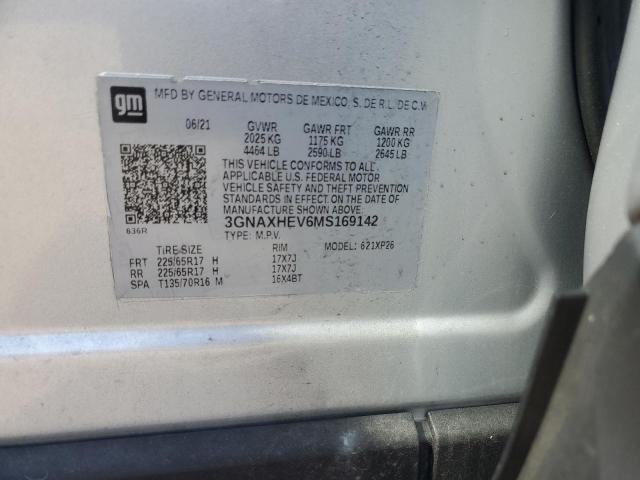 gm
MFD BY GENERAL MOTORS DE MEXICO, S. DE R.L. DE C.V.
06/21 GVWR GAWR FRT GAWR RR
2025 KG 1175 KG 1200 KG
4464 LB 2590 LB 2645 LB
THIS VEHICLE CONFORMS TO ALL
APPLICABLE U.S. FEDERAL MOTOR
VEHICLE SAFETY AND THEFT PREVENTION
STANDARDS IN EFFECT ON THE DATE OF
MANUFACTURE SHOWN ABOVE.
3GNAXHEV6MS169142
636R
TYPE: M.P.V. MODEL: 621XP26
TIRE SIZE RIM
FRT 225/65R17 H 17X7J
RR 225/65R17 H 17X7J
SPA T135/70R16 M 16X4BT